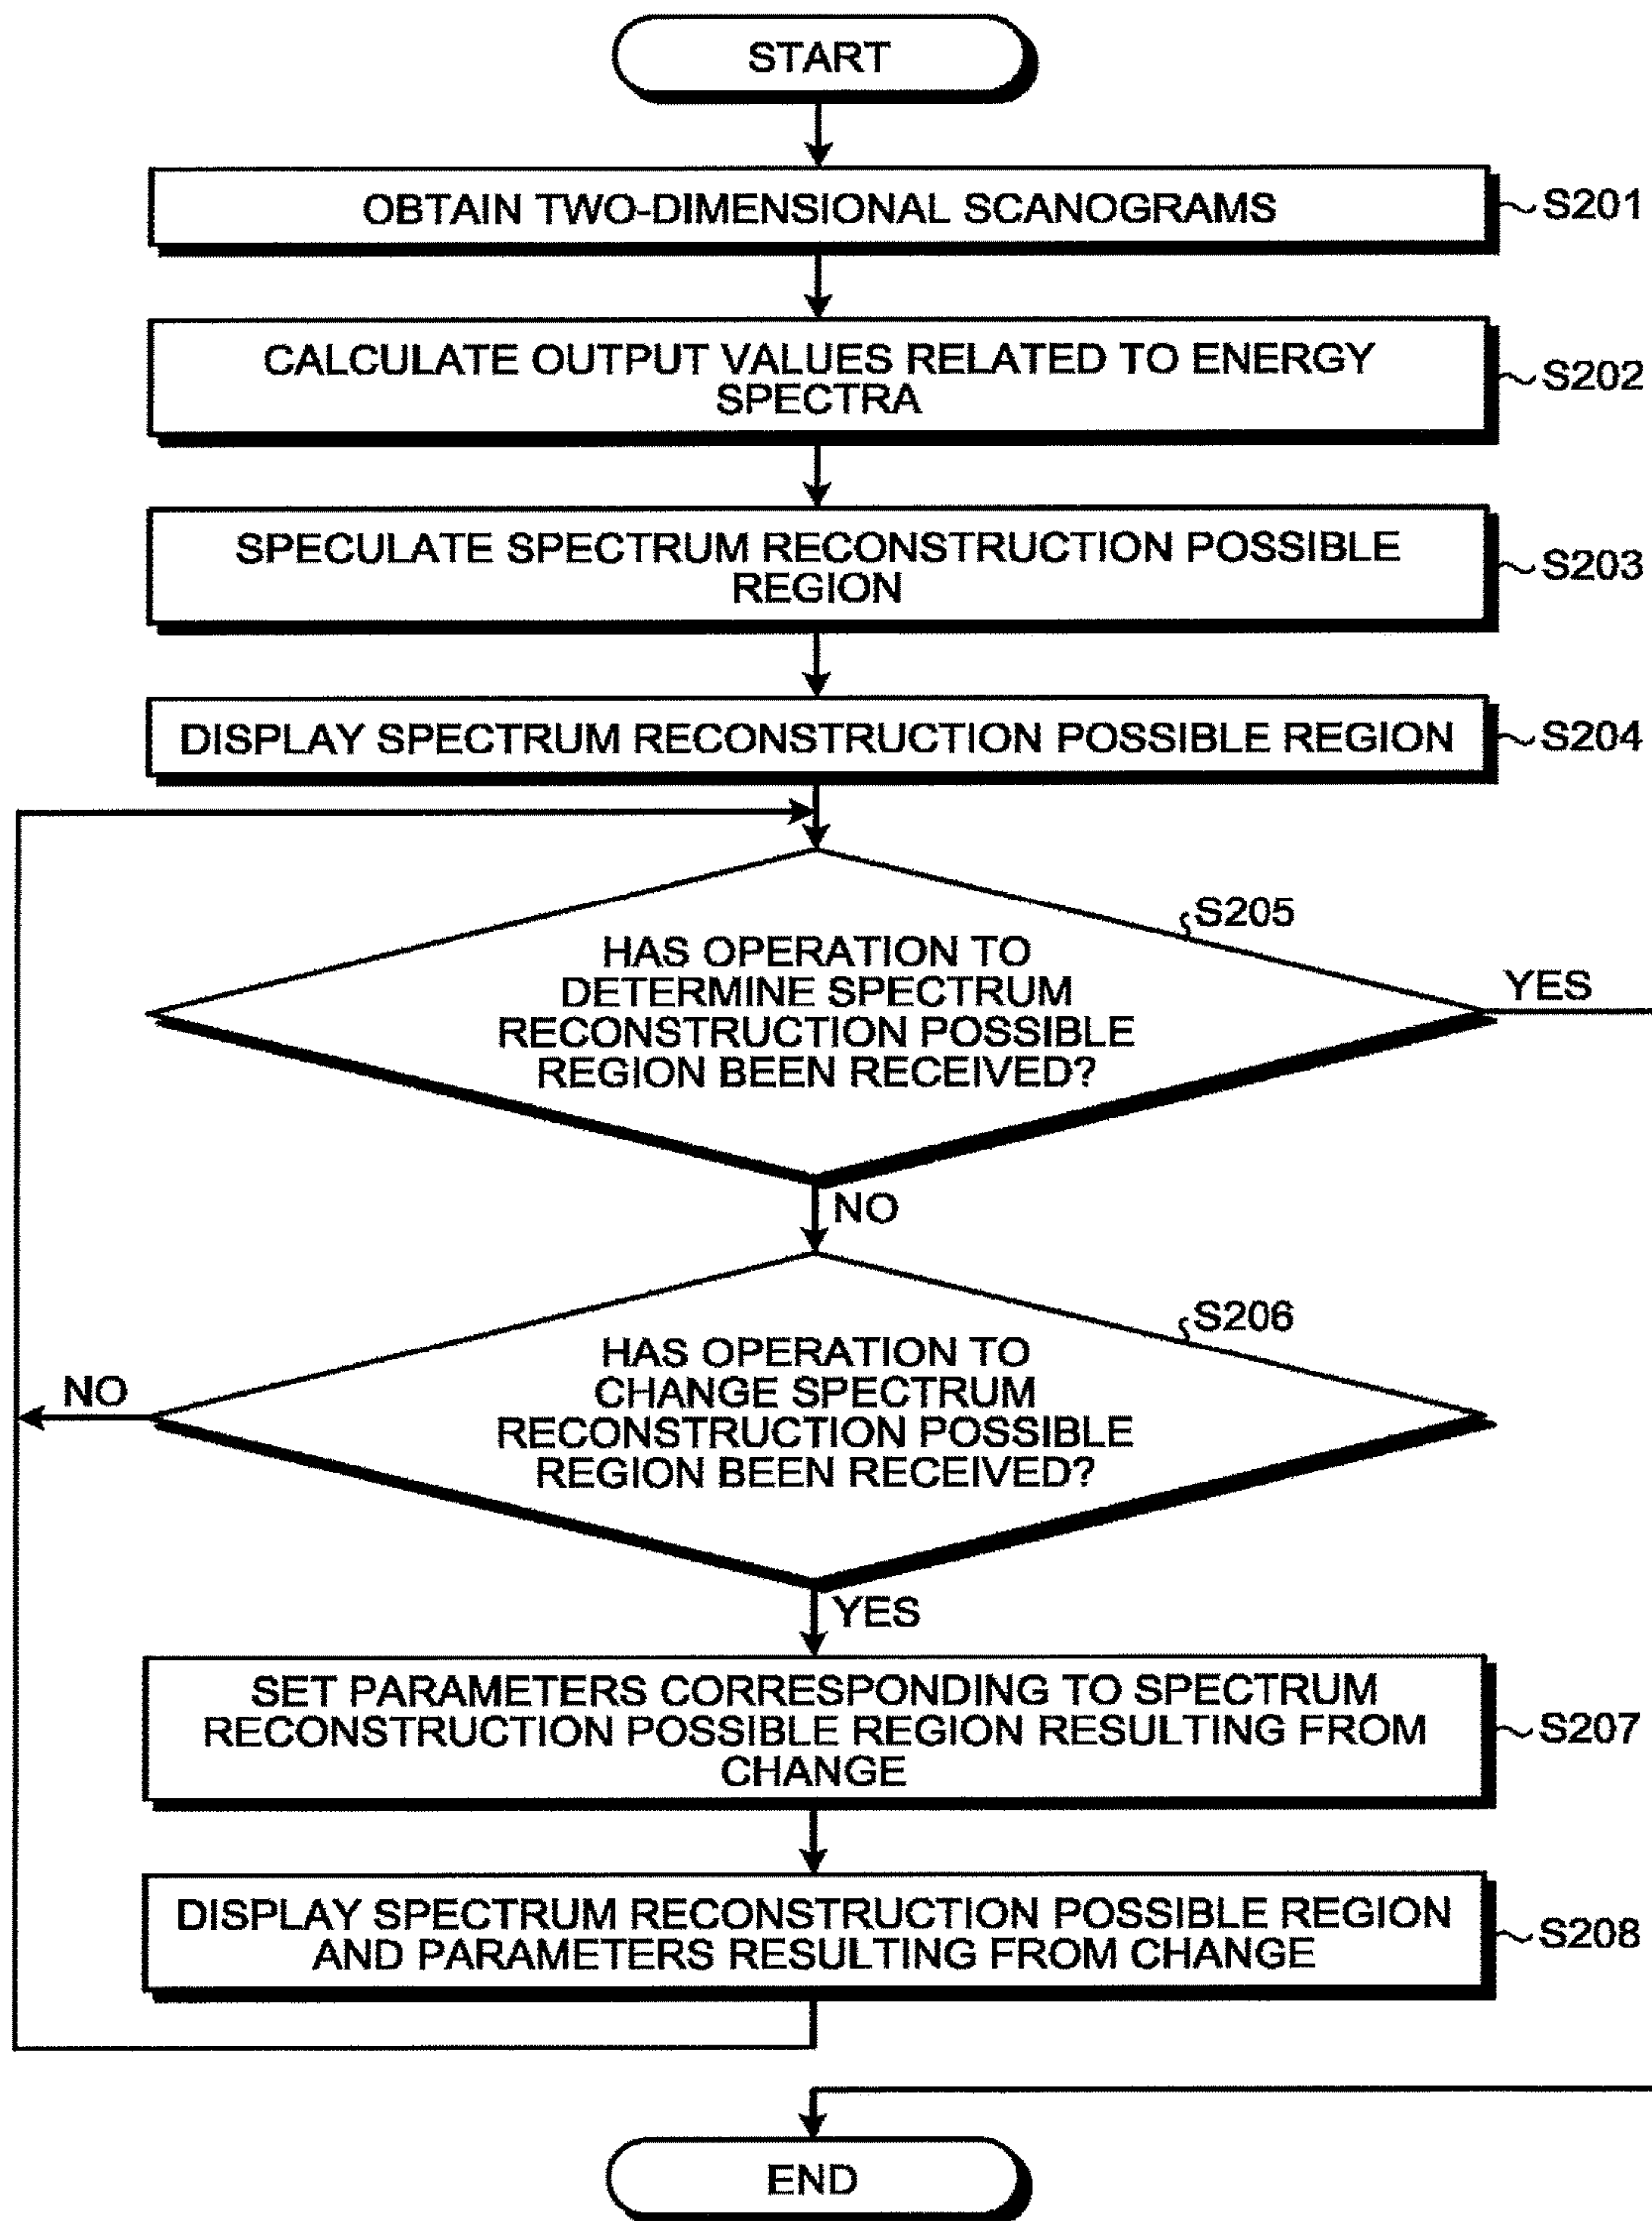 START
OBTAIN TWO-DIMENSIONAL SCANOGRAMS
S201
CALCULATE OUTPUT VALUES RELATED TO ENERGY
SPECTRA
S202
SPECULATE SPECTRUM RECONSTRUCTION POSSIBLE
REGION
S203
DISPLAY SPECTRUM RECONSTRUCTION POSSIBLE REGION
S204
S205
HAS OPERATION TO
DETERMINE SPECTRUM
RECONSTRUCTION POSSIBLE
REGION BEEN RECEIVED?
YES
NO
S206
HAS OPERATION TO
CHANGE SPECTRUM
RECONSTRUCTION POSSIBLE
REGION BEEN RECEIVED?
NO
YES
SET PARAMETERS CORRESPONDING TO SPECTRUM
RECONSTRUCTION POSSIBLE REGION RESULTING FROM
CHANGE
S207
DISPLAY SPECTRUM RECONSTRUCTION POSSIBLE REGION
AND PARAMETERS RESULTING FROM CHANGE
S208
END